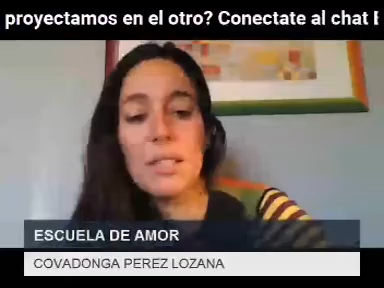 proyectamos en el otro? Conectate al chat E
ESCUELA DE AMOR
COVADONGA PEREZ LOZANA